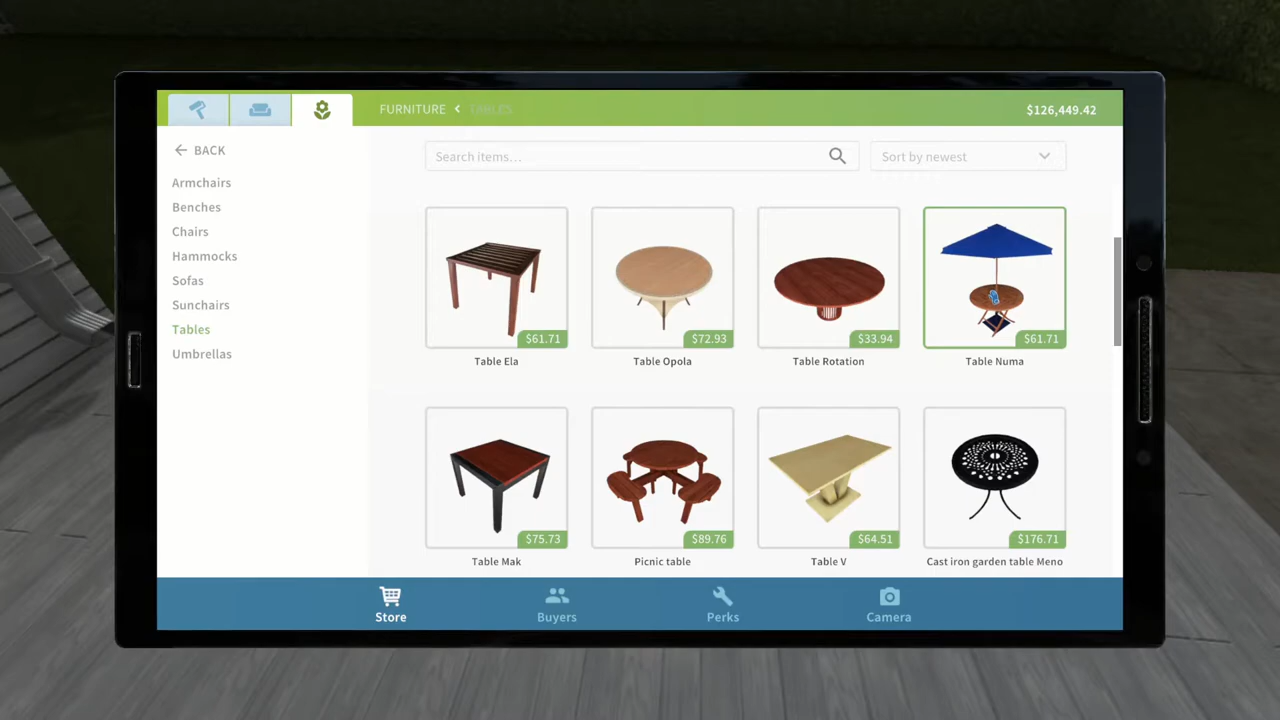 FURNITURE < TABLES
$126,449.42
BACK
Search items...
Sort by newest
Armchairs
Benches
Chairs
Hammocks
Sofas
Sunchairs
Tables
Umbrellas
$61.71
$72.93
$33.94
$61.71
Table Ela
Table Opola
Table Rotation
Table Numa
$75.73
$89.76
$64.51
$176.71
Table Mak
Picnic table
Table V
Cast iron garden table Meno
Store
Buyers
Perks
Camera